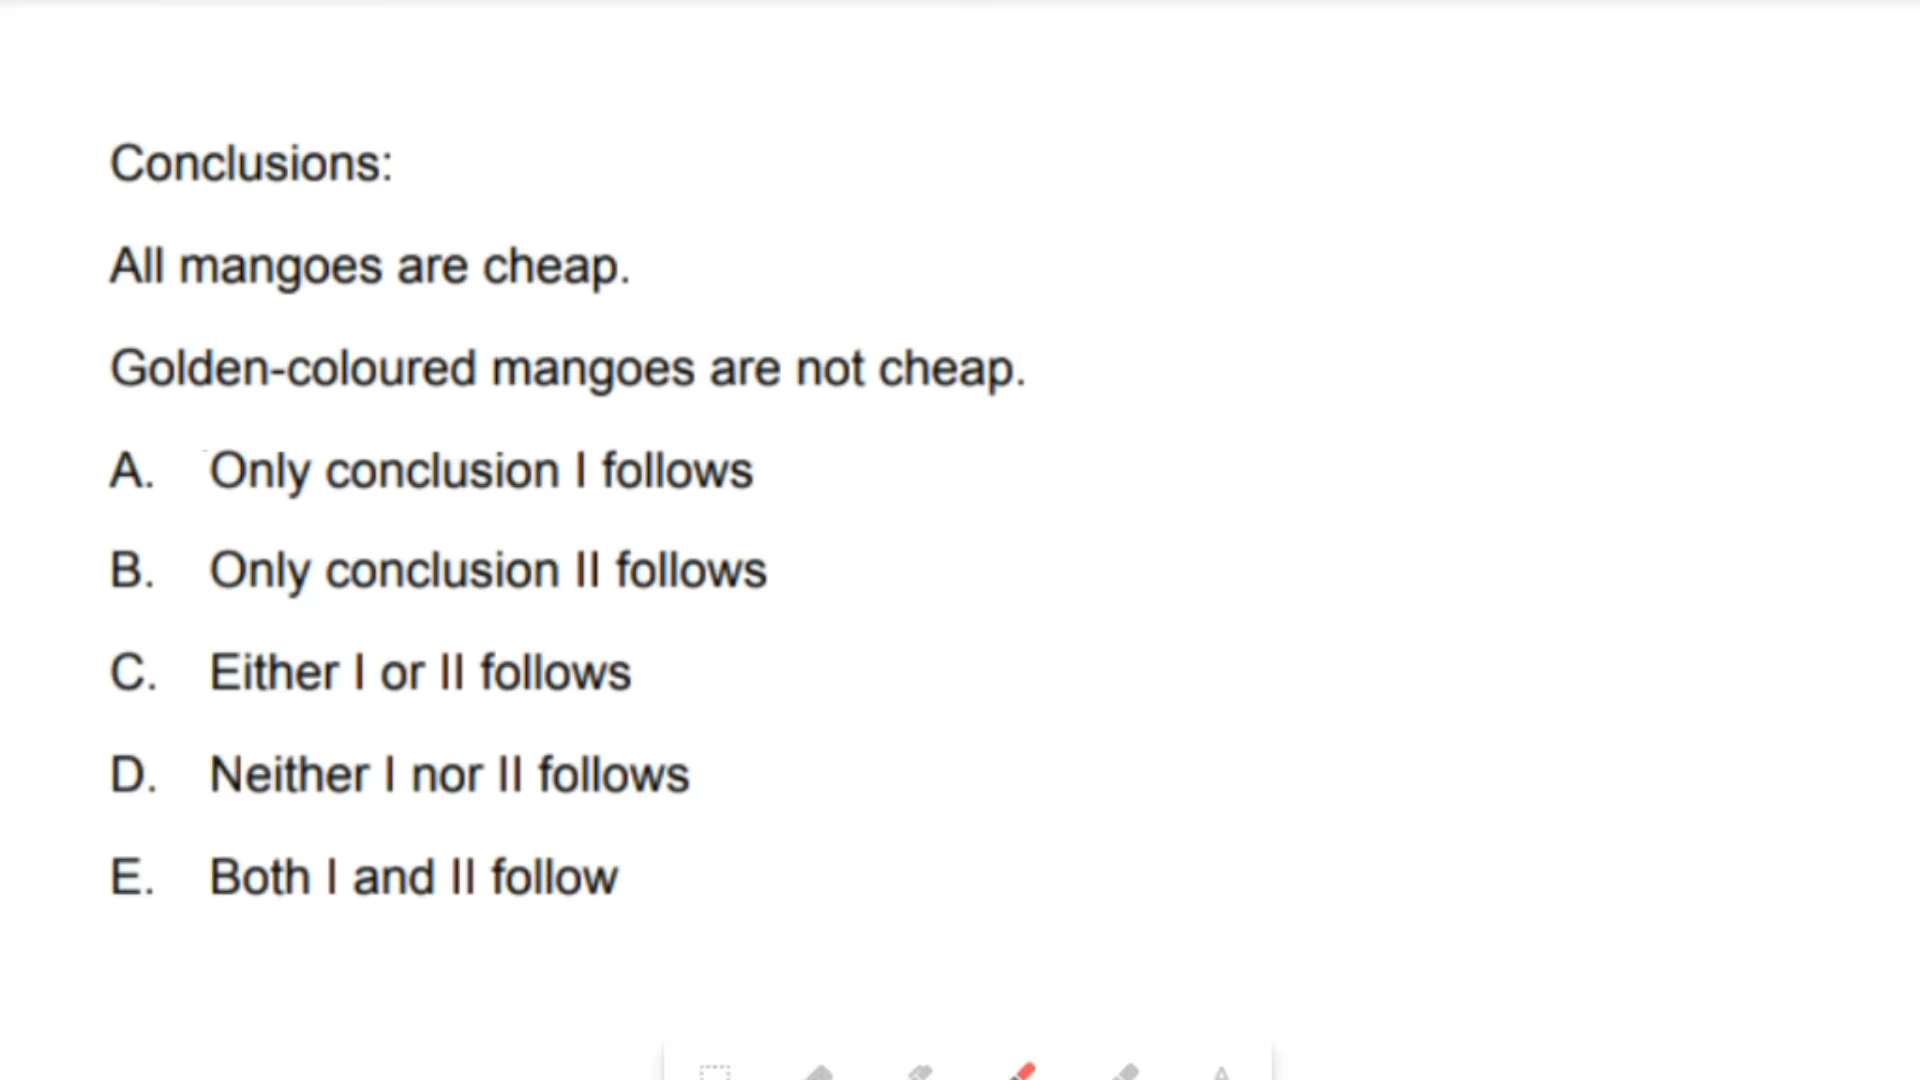 Conclusions:
All mangoes are cheap.
Golden-coloured mangoes are not cheap.
A. Only conclusion I follows
B. Only conclusion II follows
C. Either I or II follows
D. Neither I nor II follows
E. Both I and II follow